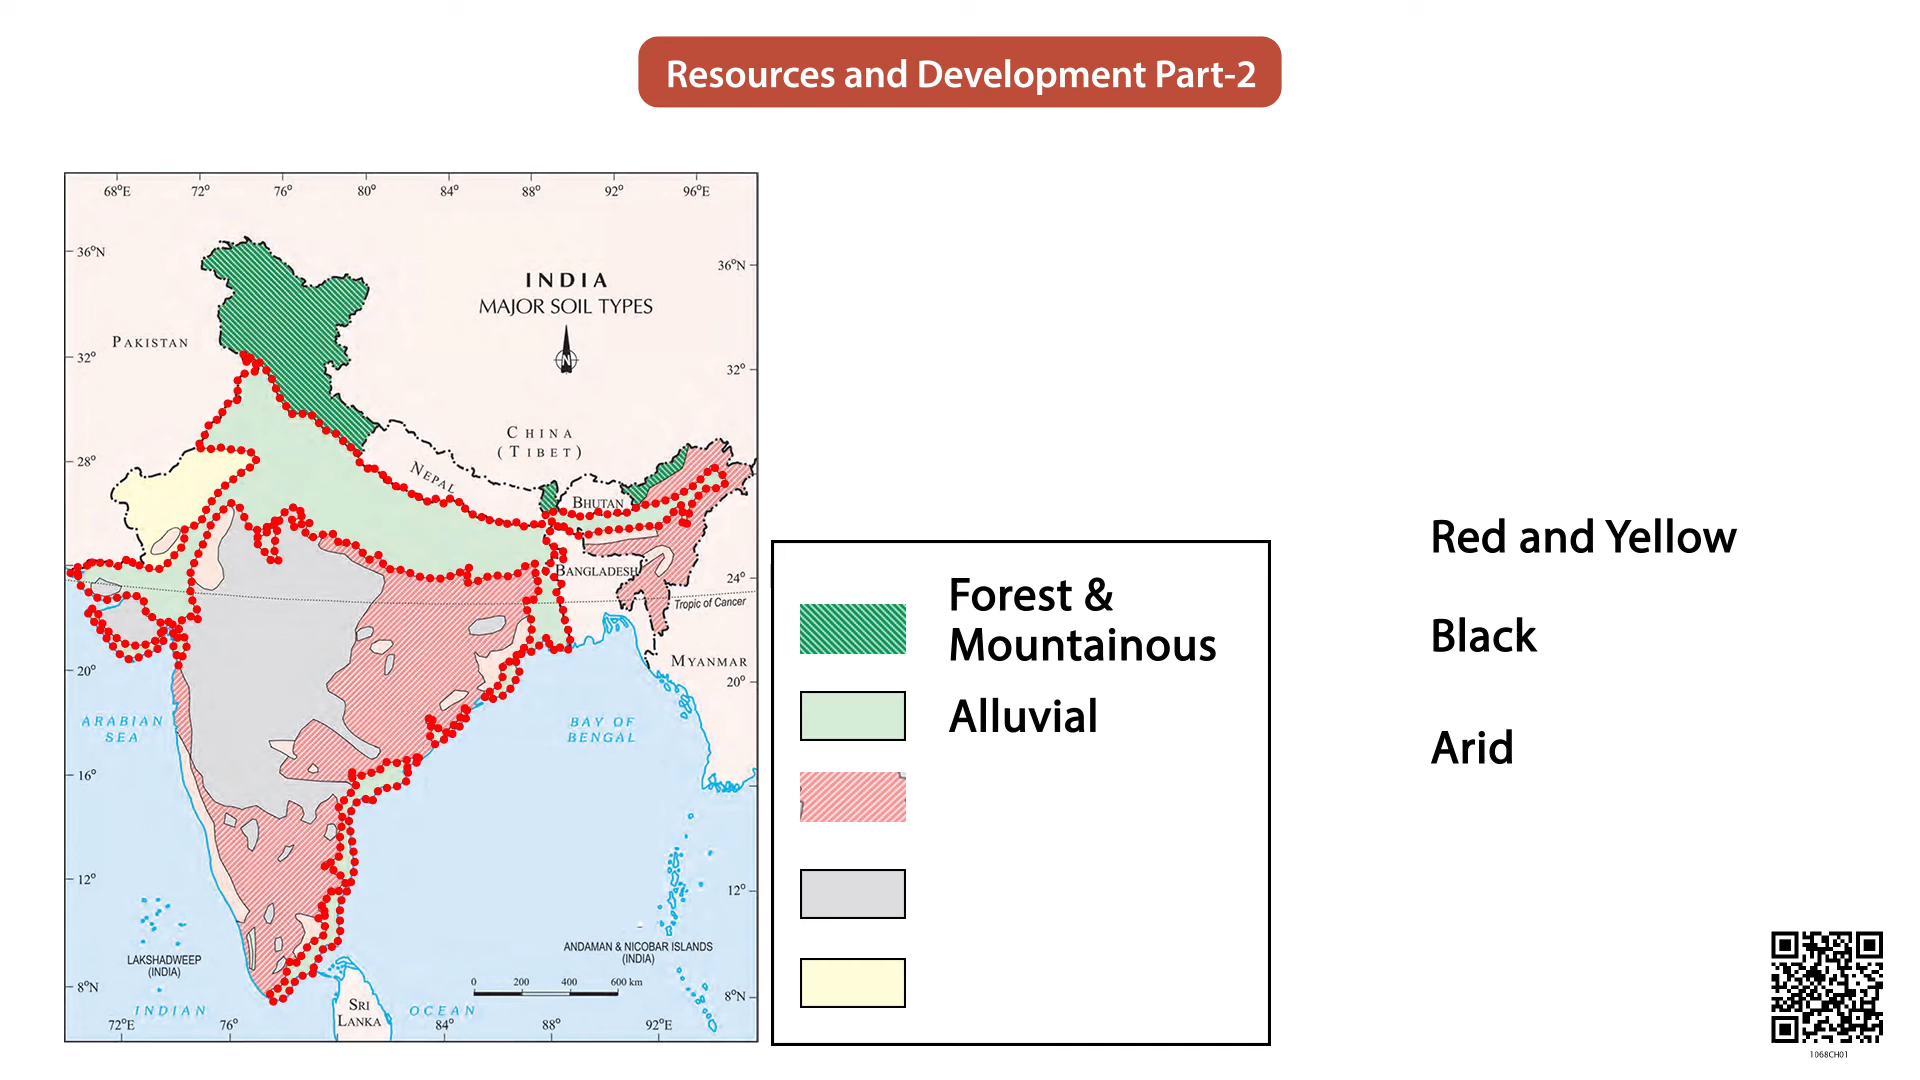 Resources and Development Part-2
68°E 72° 76° 80° 84° 88° 92° 96°E
36°N
36°N
INDIA
MAJOR SOIL TYPES
N
PAKISTAN
32°
32°
CHINA
(TIBET)
NEPAL
28°
BHUTAN
BANGLADESH
24°
Tropic of Cancer
MYANMAR
20°
20°
ARABIAN
SEA
BAY OF
BENGAL
16°
12°
12°
LAKSHADWEEP
(INDIA)
ANDAMAN & NICOBAR ISLANDS
(INDIA)
0 200 400 600 km
8°N
8°N
INDIAN OCEAN
SRI
LANKA
72°E 76° 84° 88° 92°E
Forest &
Mountainous
Alluvial
Red and Yellow
Black
Arid
1068CH01